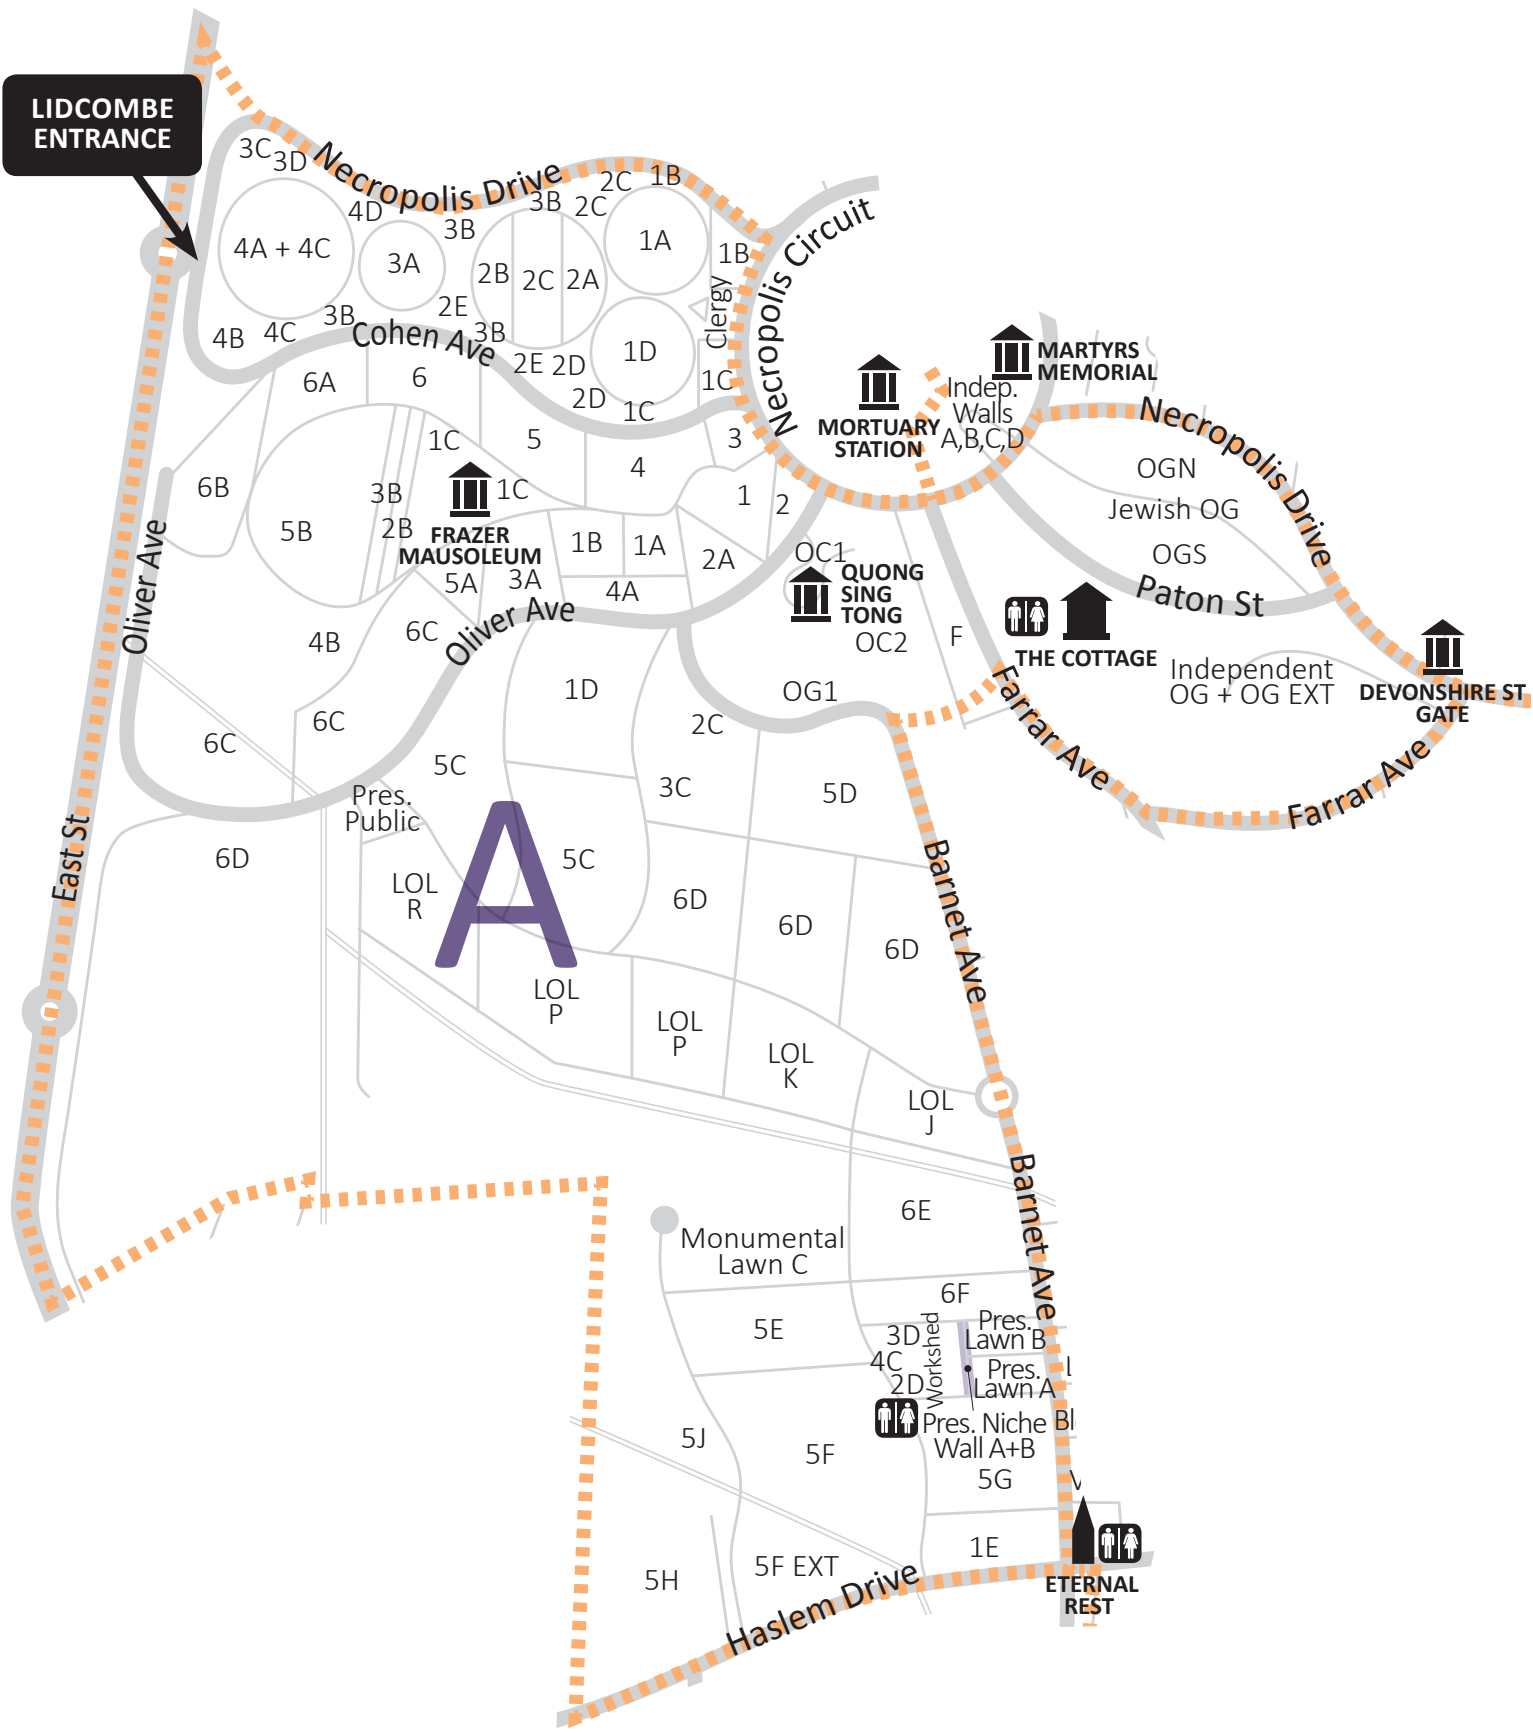 LIDCOMBE
ENTRANCE
3C
3D
Necropolis Drive
4D
3B
3B
2C
2C
1B
4A + 4C
3A
2B
2C
2A
1A
1B
Clergy
Necropolis Circuit
2E
3B
3B
4B
4C
Cohen Ave
2E
2D
1D
2D
1C
1C
6A
6
1C
5
4
3
1
2
MORTUARY
STATION
Indep.
Walls
A,B,C,D
MARTYRS
MEMORIAL
Necropolis Drive
OGN
Jewish OG
OGS
Paton St
6B
5B
3B
2B
1C
FRAZER
MAUSOLEUM
5A
3A
1B
1A
4A
2A
OC1
QUONG
SING
TONG
OC2
F
THE COTTAGE
Independent
OG + OG EXT
DEVONSHIRE ST
GATE
Farrar Ave
Farrar Ave
Oliver Ave
Oliver Ave
4B
6C
6C
6C
1D
2C
OG1
5C
3C
5D
Pres.
Public
East St
6D
LOL
R
A
5C
6D
6D
6D
Barnet Ave
LOL
P
LOL
P
LOL
K
LOL
J
Barnet Ave
6E
Monumental
Lawn C
6F
5E
3D
4C
2D
Workshed
Pres.
Lawn B
Pres.
Lawn A
Pres. Niche
Wall A+B
Bl
5J
5F
5G
5H
5F EXT
1E
Haslem Drive
ETERNAL
REST